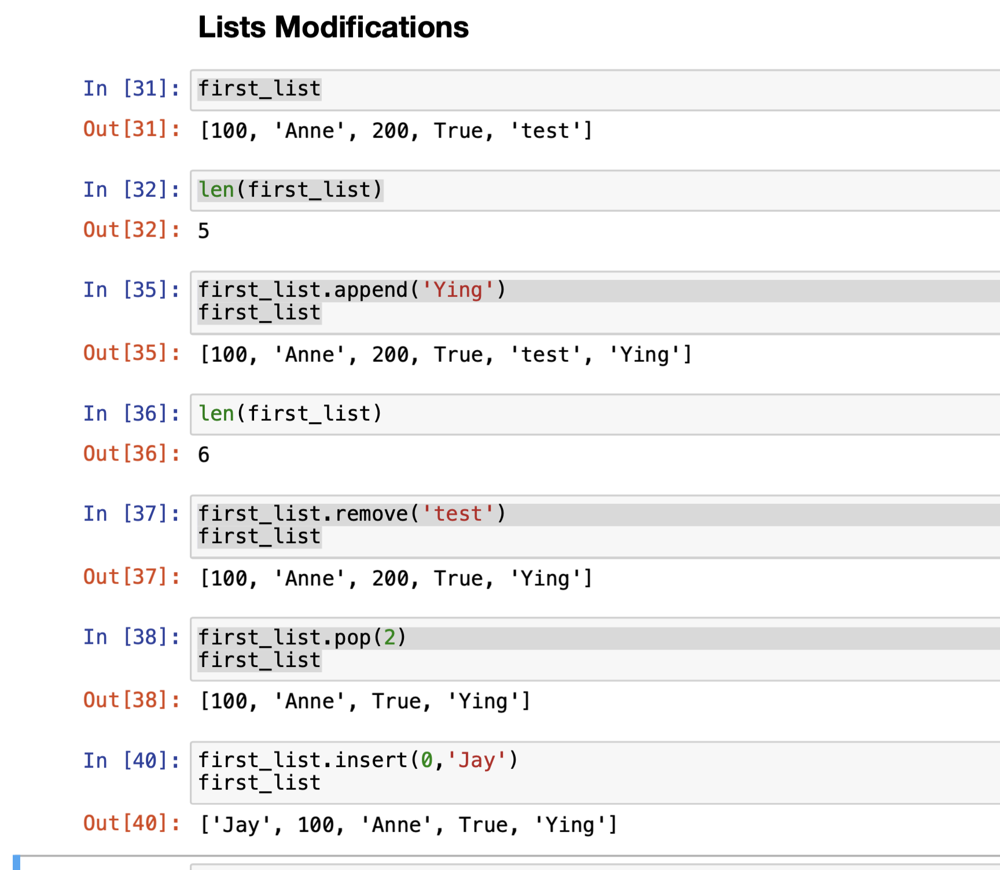 Lists Modifications
In [31]: first_list
Out[31]: [100, 'Anne', 200, True, 'test']
In [32]: len(first_list)
Out[32]: 5
In [35]: first_list.append('Ying')
first_list
Out[35]: [100, 'Anne', 200, True, 'test', 'Ying']
In [36]: len(first_list)
Out[36]: 6
In [37]: first_list.remove('test')
first_list
Out[37]: [100, 'Anne', 200, True, 'Ying']
In [38]: first_list.pop(2)
first_list
Out[38]: [100, 'Anne', True, 'Ying']
In [40]: first_list.insert(0,'Jay')
first_list
Out[40]: ['Jay', 100, 'Anne', True, 'Ying']